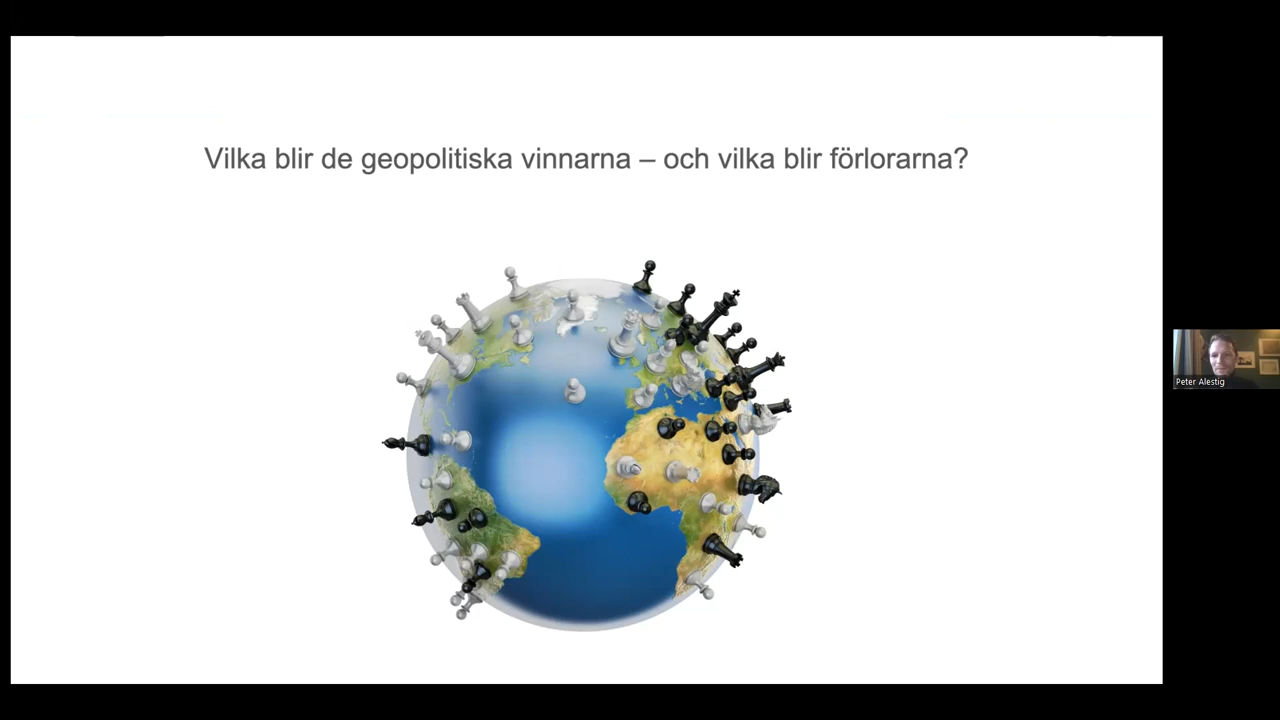 Vilka blir de geopolitiska vinnarna – och vilka blir förlorarna?
Peter Alestig